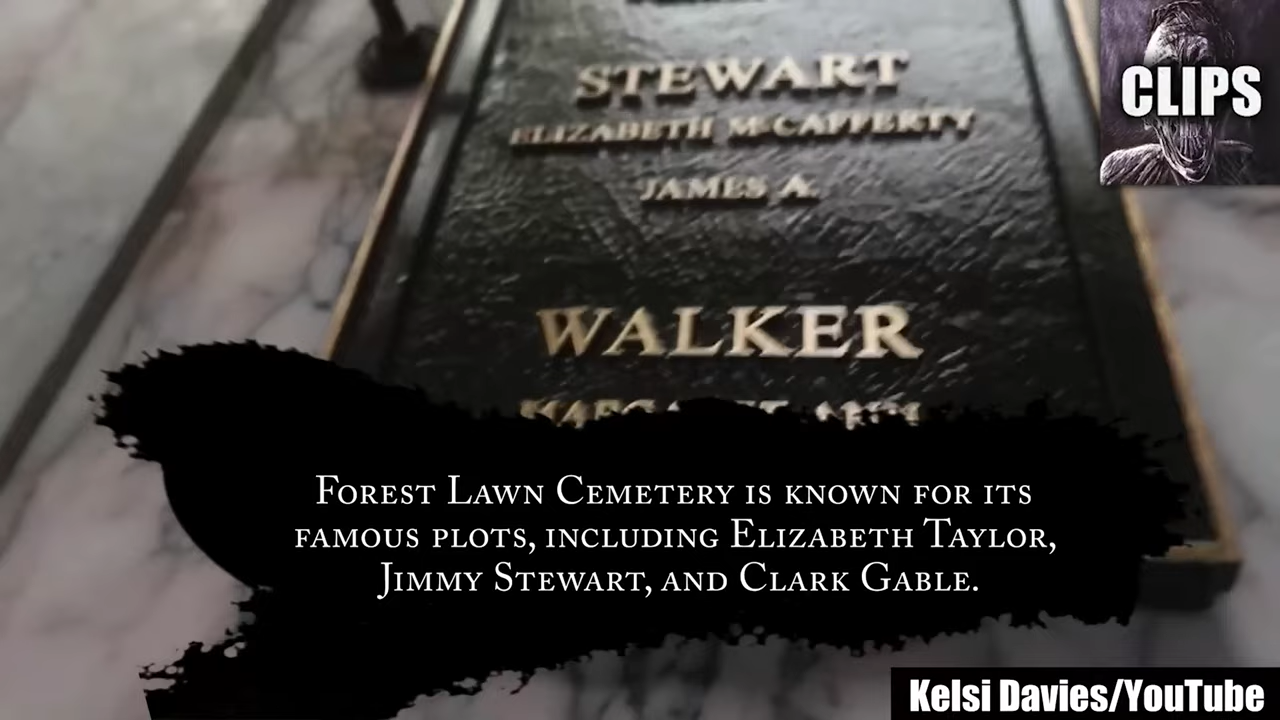 STEWART
ELIZABETH McCAFFERTY
JAMES A.
WALKER
CLIPS
Forest Lawn Cemetery is known for its
famous plots, including Elizabeth Taylor,
Jimmy Stewart, and Clark Gable.
Kelsi Davies/YouTube